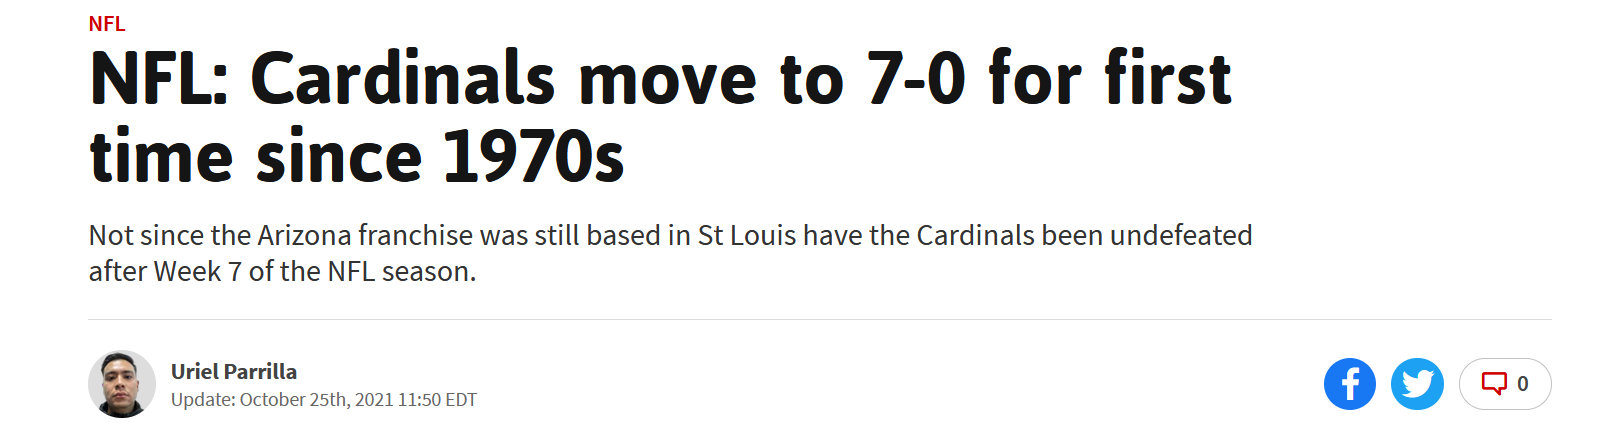 NFL
NFL: Cardinals move to 7-0 for first
time since 1970s
Not since the Arizona franchise was still based in St Louis have the Cardinals been undefeated
after Week 7 of the NFL season.
Uriel Parrilla
Update: October 25th, 2021 11:50 EDT
0